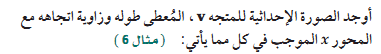 أوجد الصورة الإحداثية للمتجه v ، المُعطى طوله وزاوية اتجاهه مع
المحور x الموجب في كل مما يأتي: ( مثال 6 )